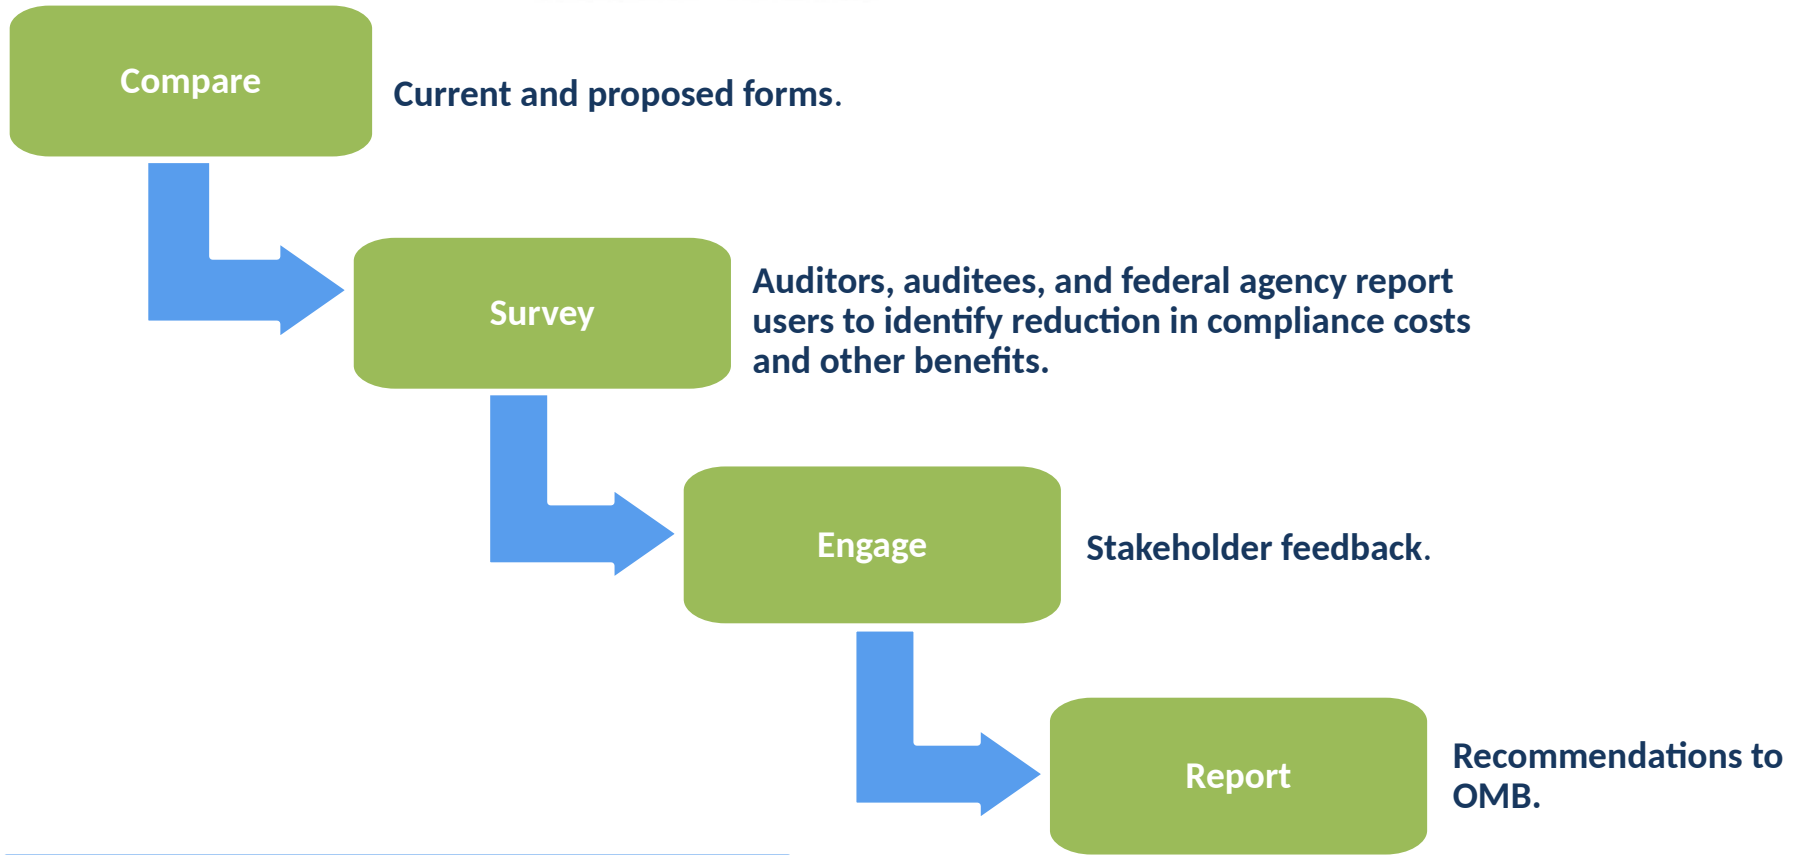 Compare
Current and proposed forms.
Survey
Auditors, auditees, and federal agency report
users to identify reduction in compliance costs
and other benefits.
Engage
Stakeholder feedback.
Report
Recommendations to
OMB.